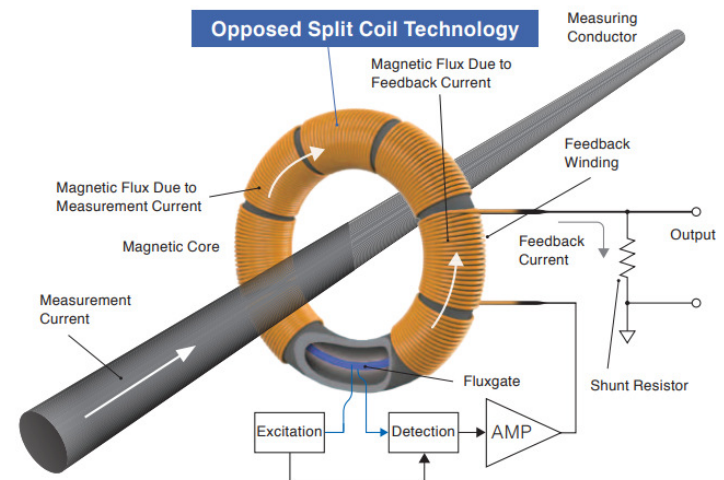 Opposed Split Coil Technology
Measuring
Conductor
Magnetic Flux Due to
Feedback Current
Feedback
Winding
Magnetic Flux Due to
Measurement Current
Magnetic Core
Output
Feedback
Current
Measurement
Current
Fluxgate
Shunt Resistor
Excitation
Detection
AMP